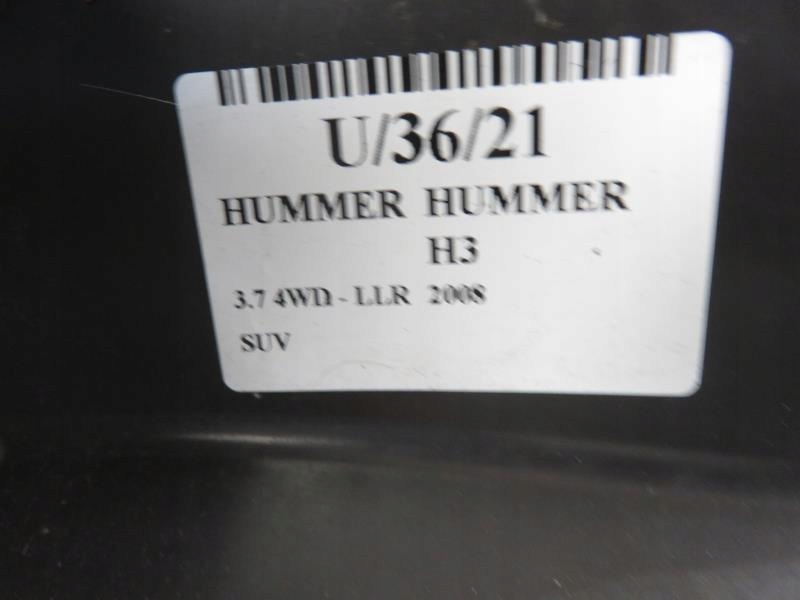 U/36/21
HUMMER HUMMER
H3
3.7 4WD - LLR 2008
SUV